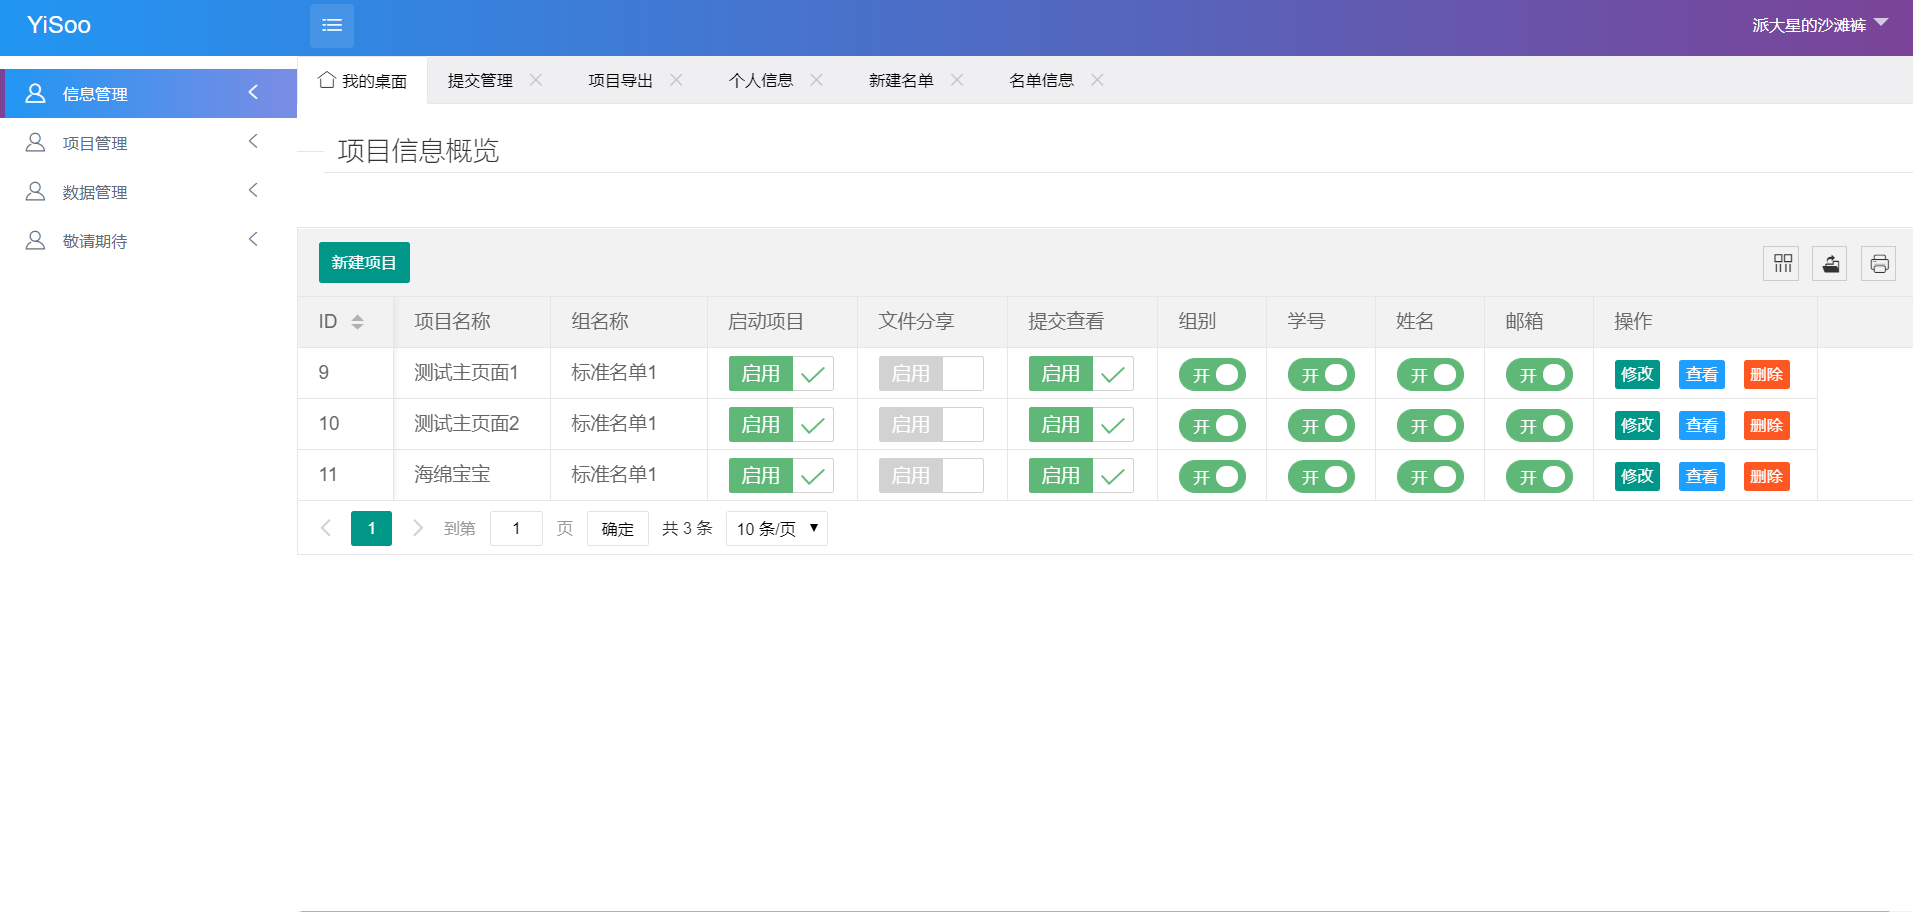 YiSoo
派大星的沙滩裤
信息管理
项目管理
数据管理
敬请期待
我的桌面 提交管理 项目导出 个人信息 新建名单 名单信息
项目信息概览
新建项目
ID 项目名称 组名称 启动项目 文件分享 提交查看 组别 学号 姓名 邮箱 操作
9 测试主页面1 标准名单1 启用 启用 启用 开 开 开 开 修改 查看 删除
10 测试主页面2 标准名单1 启用 启用 启用 开 开 开 开 修改 查看 删除
11 海绵宝宝 标准名单1 启用 启用 启用 开 开 开 开 修改 查看 删除
1 到第 1 页 确定 共 3 条 10 条/页